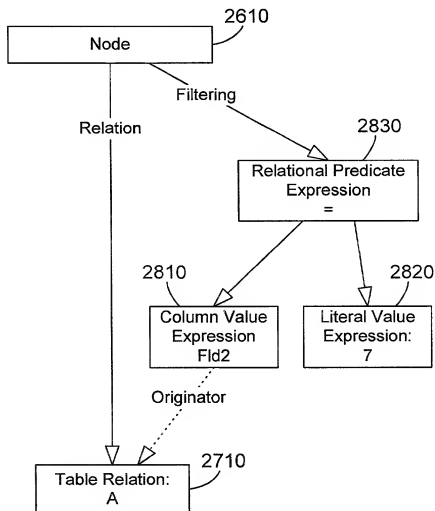 2610
Node
Filtering
Relation
2830
Relational Predicate
Expression
=
2810
Column Value
Expression
Fld2
2820
Literal Value
Expression:
7
Originator
2710
Table Relation:
A